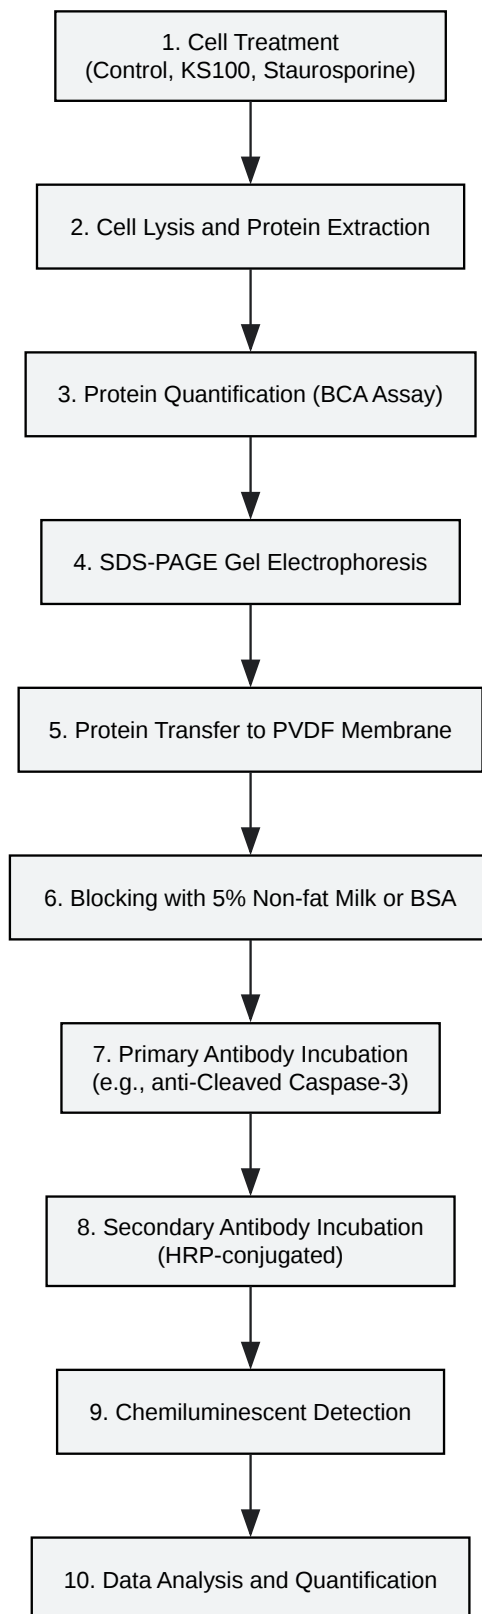 1. Cell Treatment
(Control, KS100, Staurosporine)
2. Cell Lysis and Protein Extraction
3. Protein Quantification (BCA Assay)
4. SDS-PAGE Gel Electrophoresis
5. Protein Transfer to PVDF Membrane
6. Blocking with 5% Non-fat Milk or BSA
7. Primary Antibody Incubation
(e.g., anti-Cleaved Caspase-3)
8. Secondary Antibody Incubation
(HRP-conjugated)
9. Chemiluminescent Detection
10. Data Analysis and Quantification